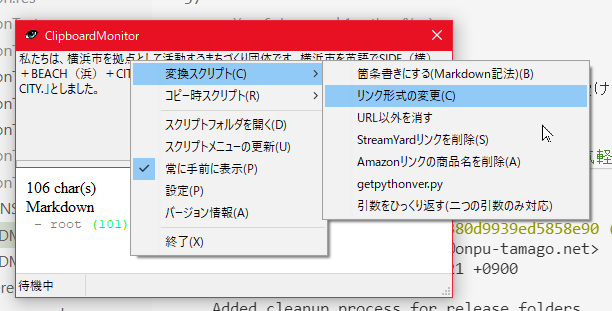 ClipboardMonitor
私たちは、横浜市を拠点として活動するまちづくり団体です。横浜市を英語でSIDE（横）
＋BEACH（浜）＋CIT
CITY.」としました。
変換スクリプト(C)
コピー時スクリプト(R)
スクリプトフォルダを開く(D)
スクリプトメニューの更新(U)
常に手前に表示(P)
設定(P)
バージョン情報(A)
終了(X)
箇条書きにする(Markdown記法)(B)
リンク形式の変更(C)
URL以外を消す
StreamYardリンクを削除(S)
Amazonリンクの商品名を削除(A)
getpythonver.py
引数をひっくり返す(二つの引数のみ対応)
106 char(s)
Markdown
- root (101)
待機中
け
気軽
380d9939ed5858e90 (
onpu-tamago.net>
21 +0900
Added cleanup process for release folders